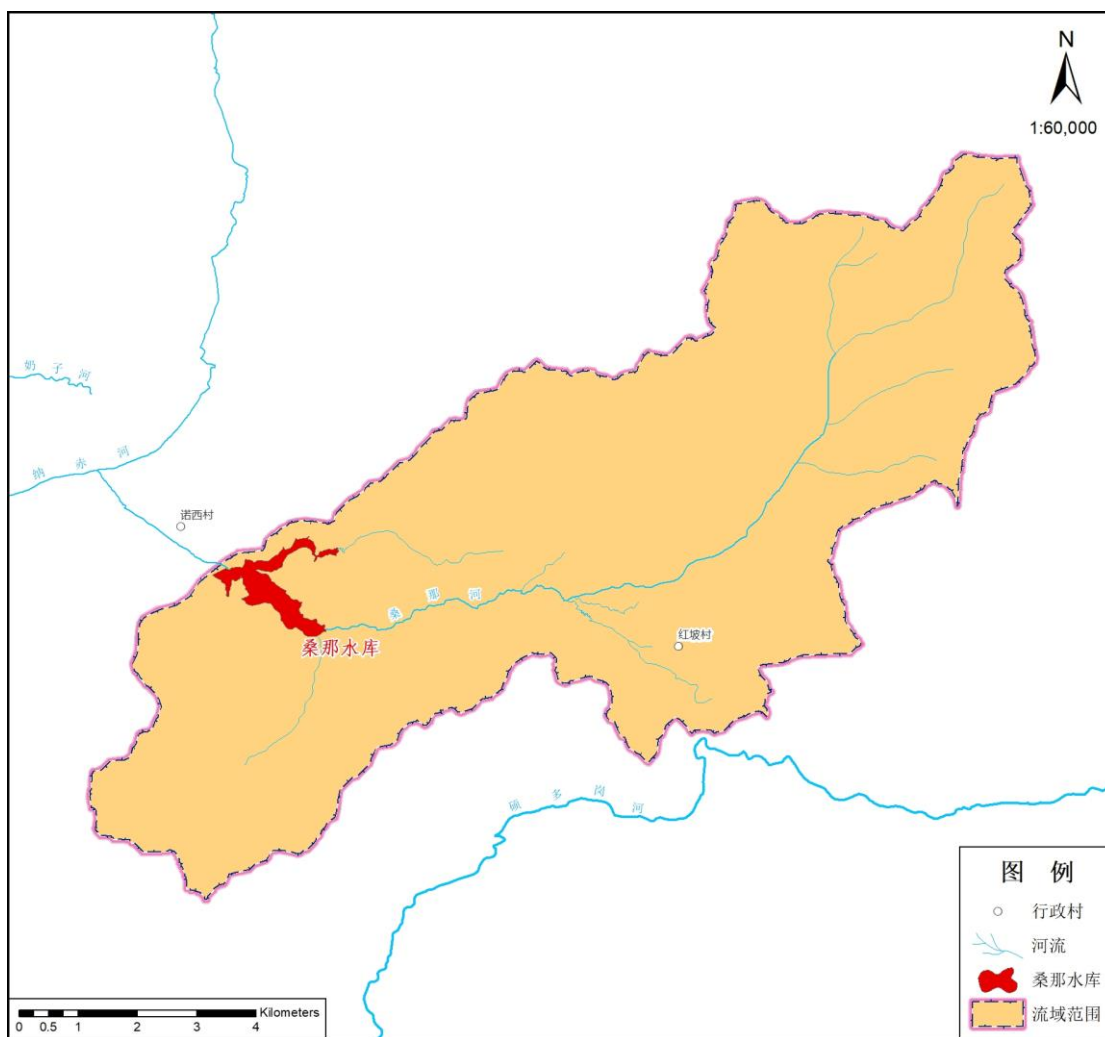 N
1:60,000
奶子河
纳赤河
诺西村
桑那河
红坡村
桑那水库
硕多岗河
图 例
行政村
河流
桑那水库
流域范围
Kilometers
0 0.5 1 2 3 4